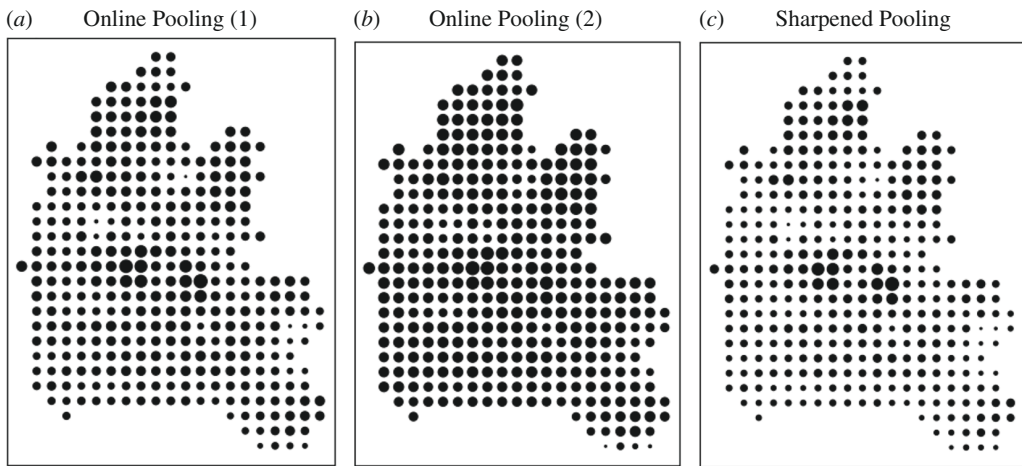 (a) Online Pooling (1)
(b) Online Pooling (2)
(c) Sharpened Pooling